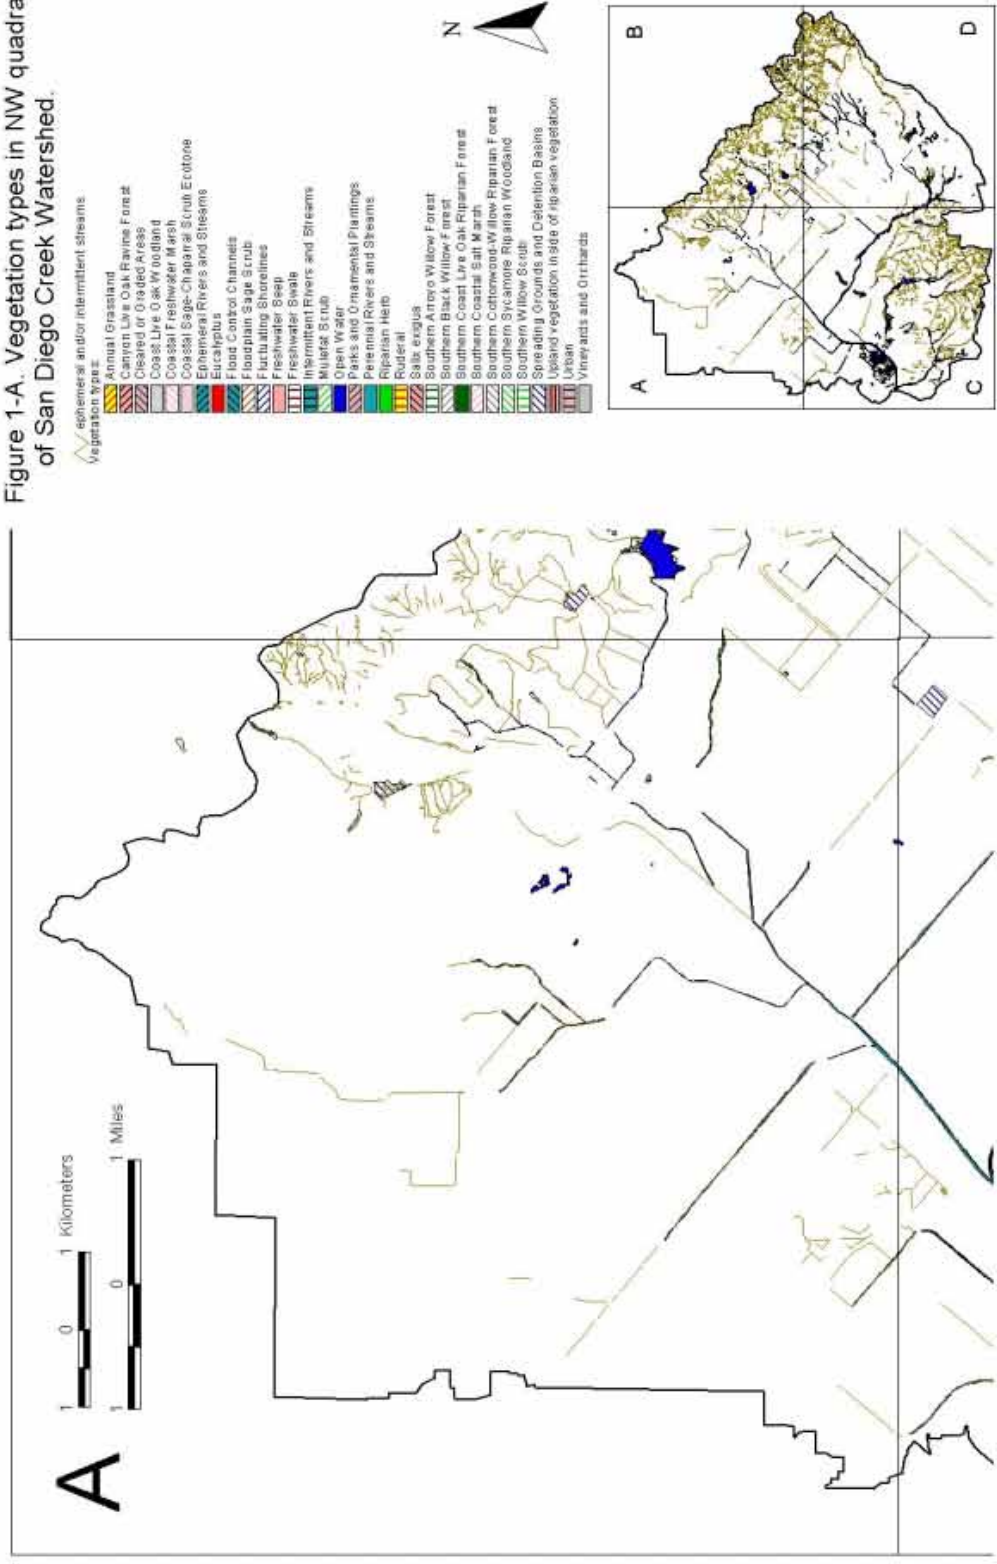 Figure 1-A. Vegetation types in NW quadra
of San Diego Creek Watershed.
ephemeral and/or intermittent streams.
Vegetation types:
Annual Grassland
Canyon Live Oak Ravine Forest
Cleared or Graded Areas
Coast Live Oak Woodland
Coastal Freshwater Marsh
Coastal Sage-Chaparral Scrub Ecotone
Ephemeral Rivers and Streams
Eucalyptus
Flood Control Channels
Floodplain Sage Scrub
Fluctuating Shorelines
Freshwater Seep
Freshwater Swale
Intermittent Rivers and Streams
Mulefat Scrub
Open Water
Parks and Ornamental Plantings
Perennial Rivers and Streams
Riparian Herb
Ruderal
Salix exigua
Southern Arroyo Willow Forest
Southern Black Willow Forest
Southern Coast Live Oak Riparian Forest
Southern Coastal Salt Marsh
Southern Cottonwood-Willow Riparian Forest
Southern Sycamore Riparian Woodland
Southern Willow Scrub
Spreading Grounds and Detention Basins
Upland vegetation inside of riparian vegetation
Urban
Vineyards and Orchards
N
A
B
C
D
A
1 0 1 Kilometers
1 0 1 Miles